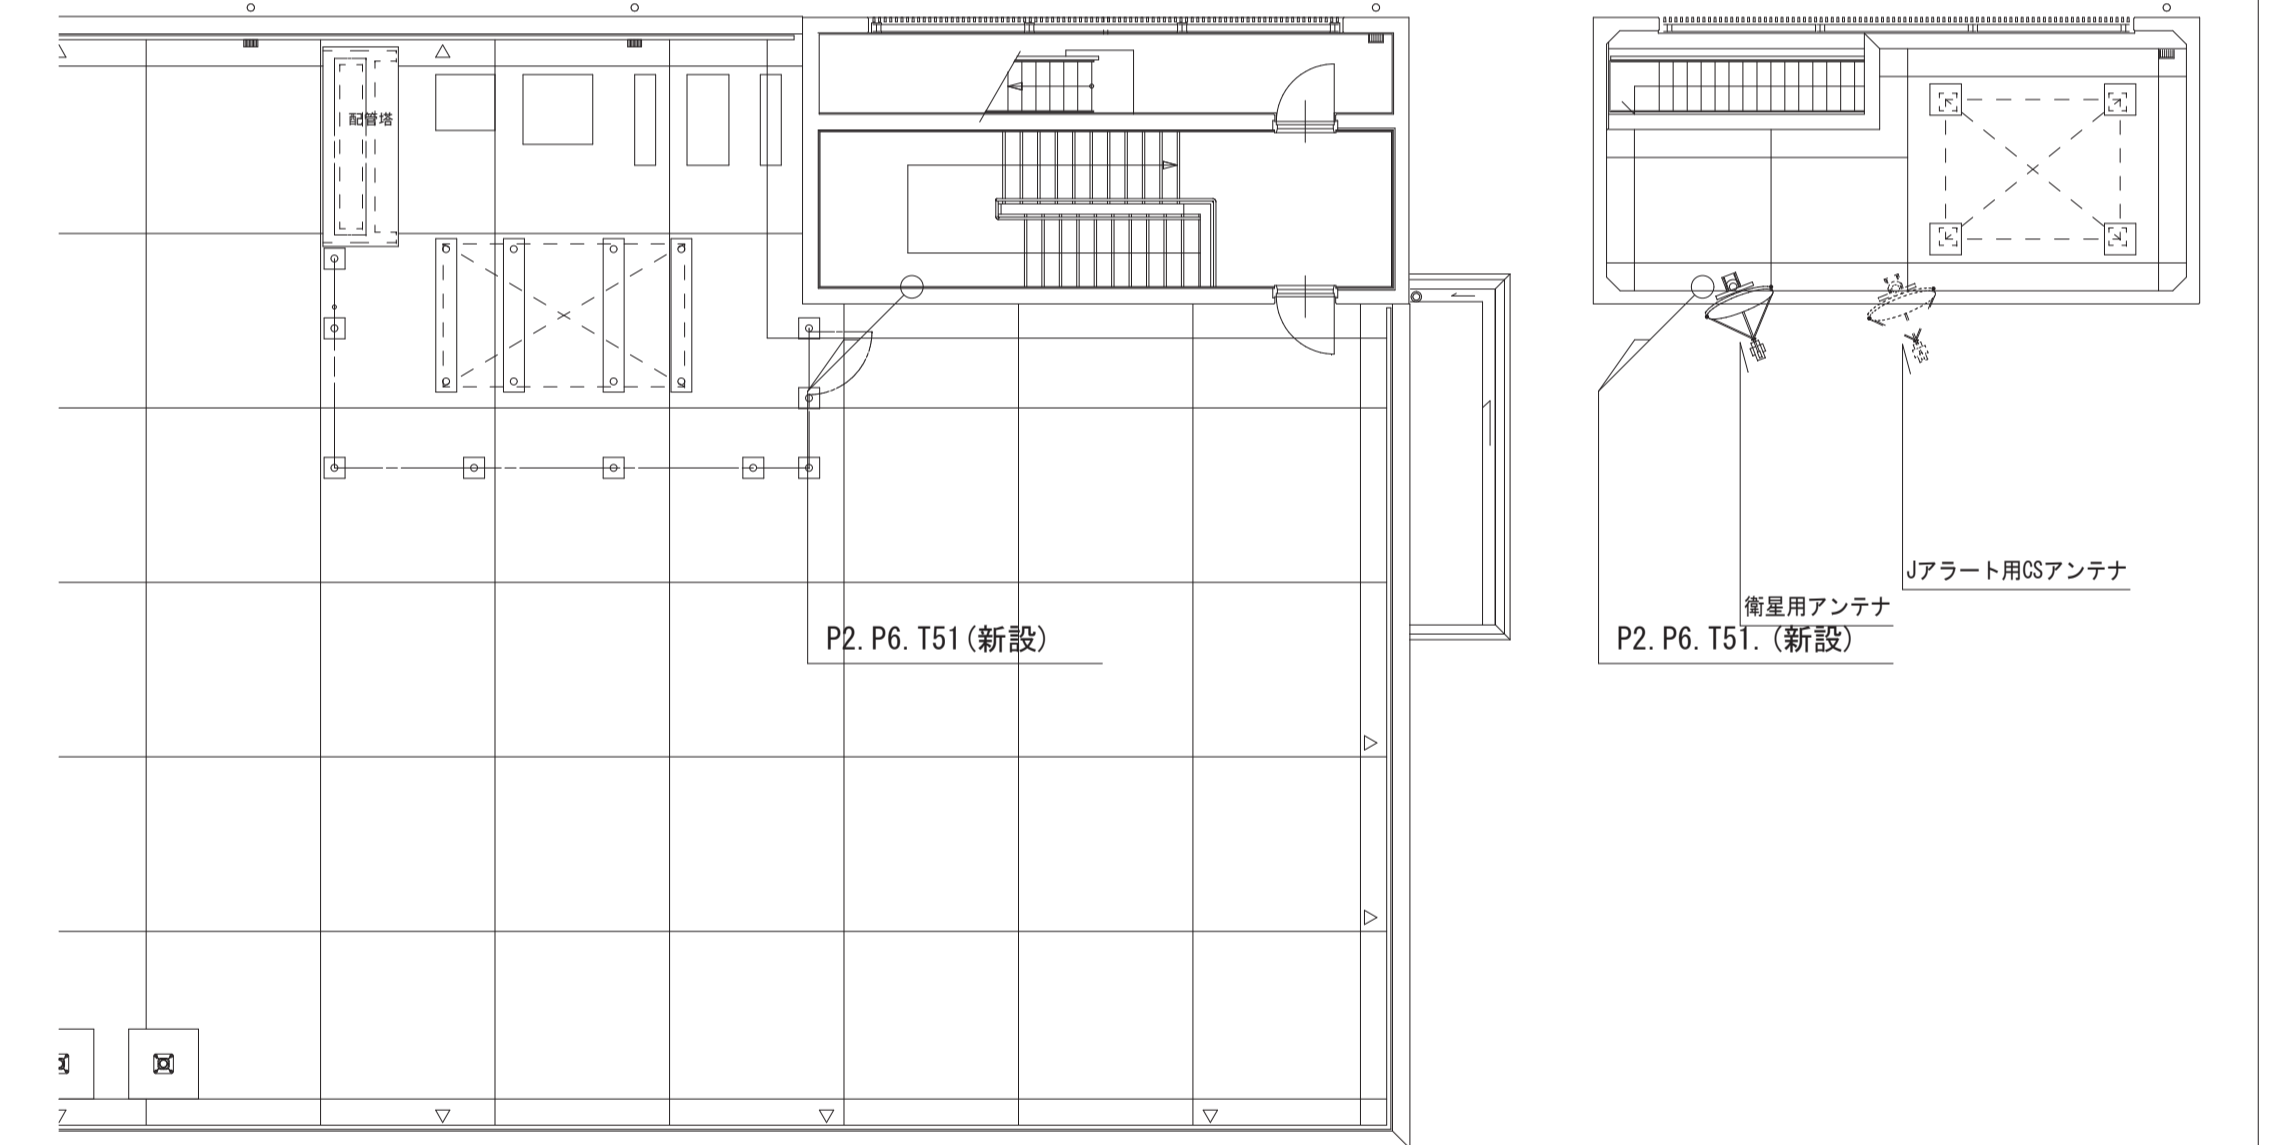 配管塔
P2. P6. T51(新設)
Jアラート用CSアンテナ
衛星用アンテナ
P2. P6. T51. (新設)